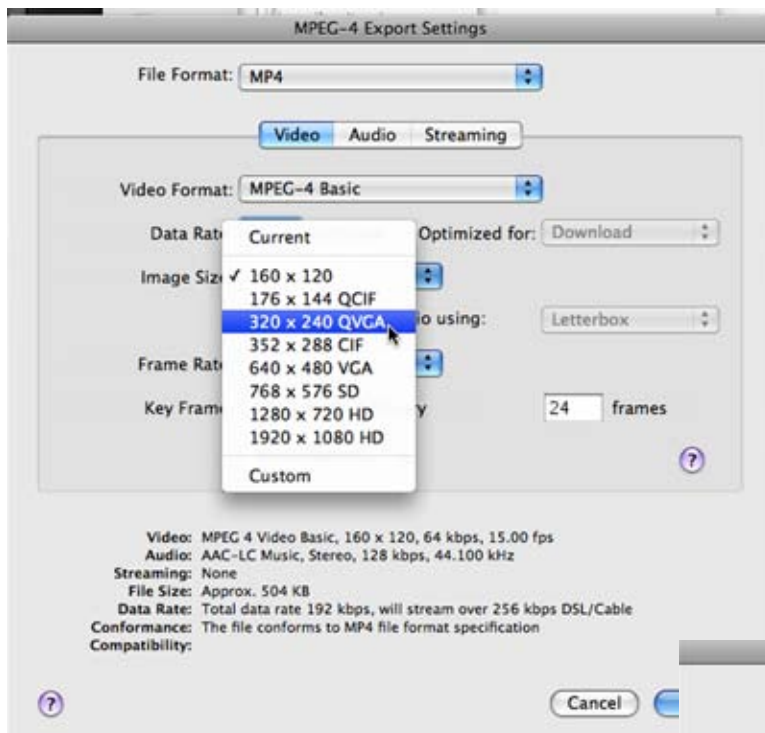 MPEG-4 Export Settings
File Format: MP4
Video Audio Streaming
Video Format: MPEG-4 Basic
Data Rat Optimized for: Download
Current
Image Siz ✓ 160 x 120
176 x 144 QCIF
320 x 240 QVGA io using: Letterbox
352 x 288 CIF
Frame Rat 640 x 480 VGA
768 x 576 SD
Key Fram 1280 x 720 HD y 24 frames
1920 x 1080 HD
?
Custom
Video: MPEG 4 Video Basic, 160 x 120, 64 kbps, 15.00 fps
Audio: AAC-LC Music, Stereo, 128 kbps, 44.100 kHz
Streaming: None
File Size: Approx. 504 KB
Data Rate: Total data rate 192 kbps, will stream over 256 kbps DSL/Cable
Conformance: The file conforms to MP4 file format specification
Compatibility:
? Cancel